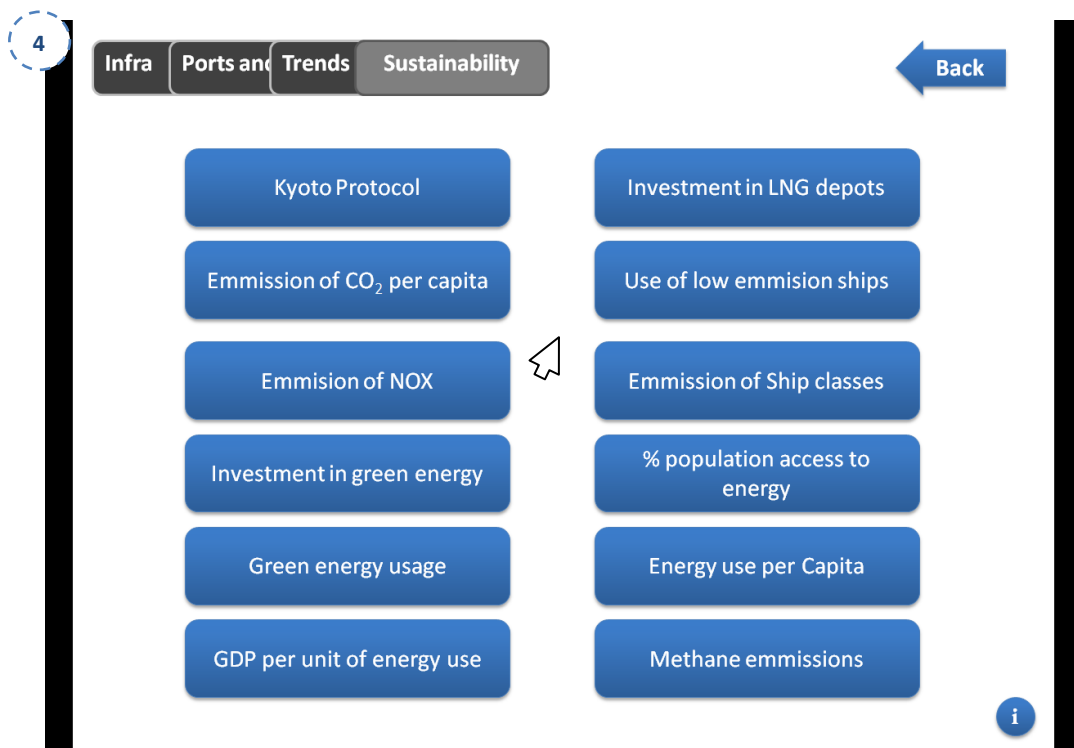 4
Infra
Ports and
Trends
Sustainability
Back
Kyoto Protocol
Investment in LNG depots
Emmission of CO₂ per capita
Use of low emmision ships
Emmision of NOX
Emmission of Ship classes
Investment in green energy
% population access to
energy
Green energy usage
Energy use per Capita
GDP per unit of energy use
Methane emmissions
i